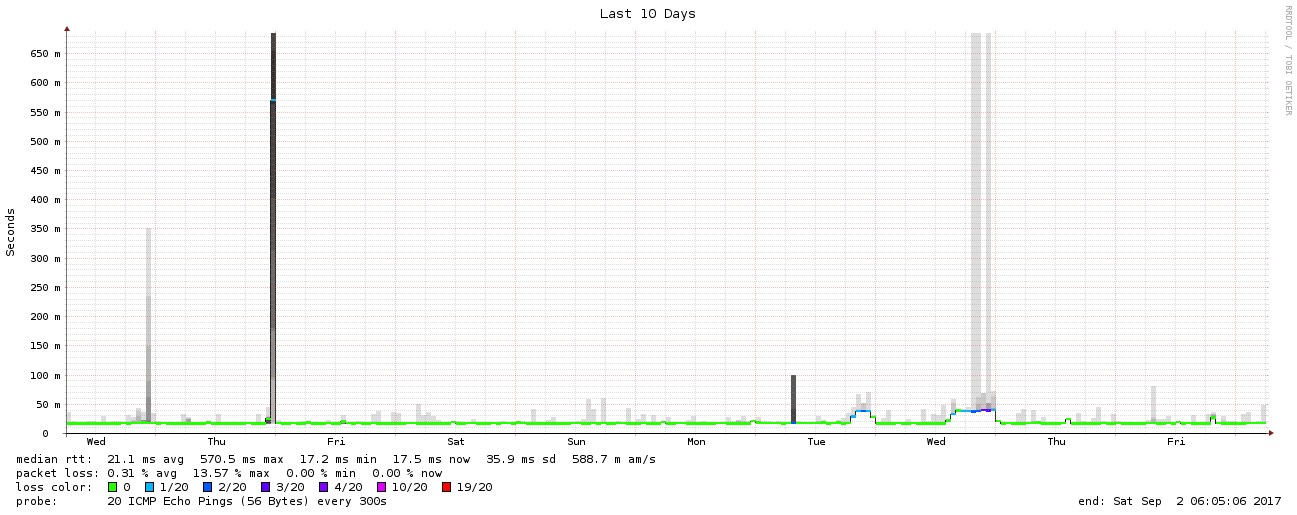 Last 10 Days
RRDTOOL / TOBI OETIKER
Seconds
650 m
600 m
550 m
500 m
450 m
400 m
350 m
300 m
250 m
200 m
150 m
100 m
50 m
0
Wed Thu Fri Sat Sun Mon Tue Wed Thu Fri
median rtt: 21.1 ms avg 570.5 ms max 17.2 ms min 17.5 ms now 35.9 ms sd 588.7 m am/s
packet loss: 0.31 % avg 13.57 % max 0.00 % min 0.00 % now
loss color: 0 1/20 2/20 3/20 4/20 10/20 19/20
probe: 20 ICMP Echo Pings (56 Bytes) every 300s end: Sat Sep 2 06:05:06 2017